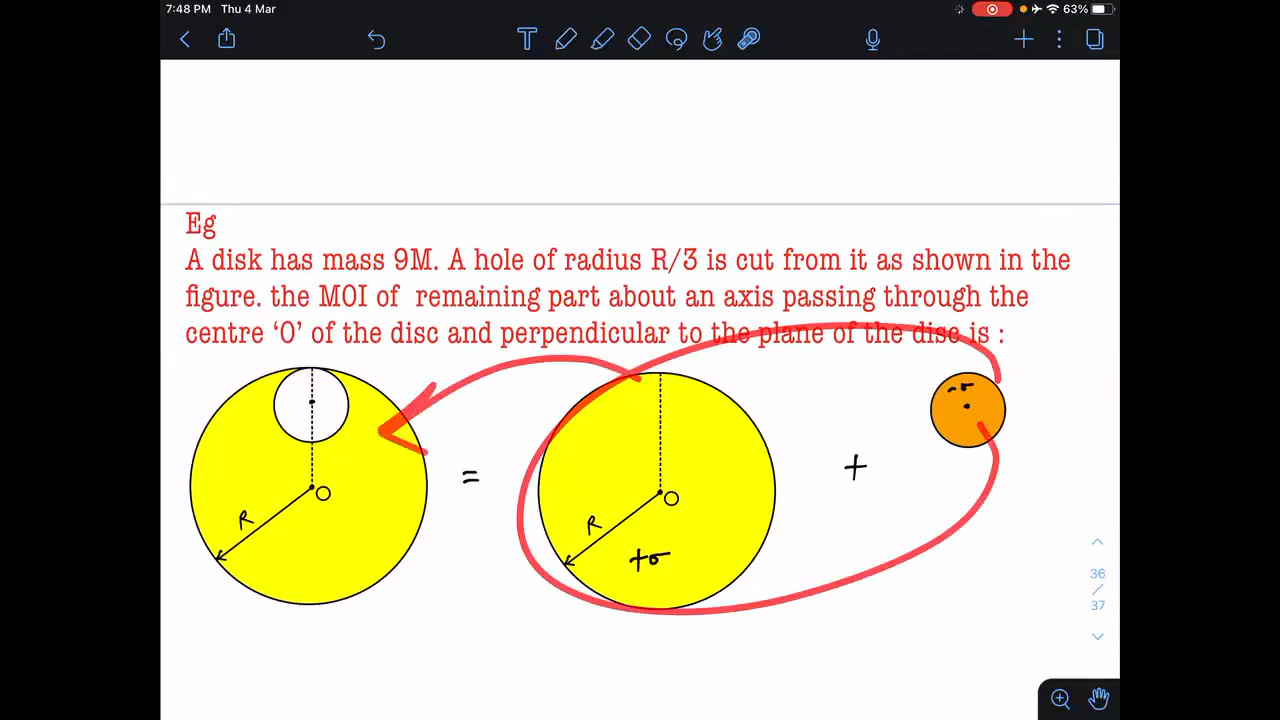 7:48 PM Thu 4 Mar
63%
T
Eg
A disk has mass 9M. A hole of radius R/3 is cut from it as shown in the
figure. the MOI of remaining part about an axis passing through the
centre ‘O’ of the disc and perpendicular to the plane of the disc is :
-σ
O
R
=
O
R
+σ
+
36
/
37